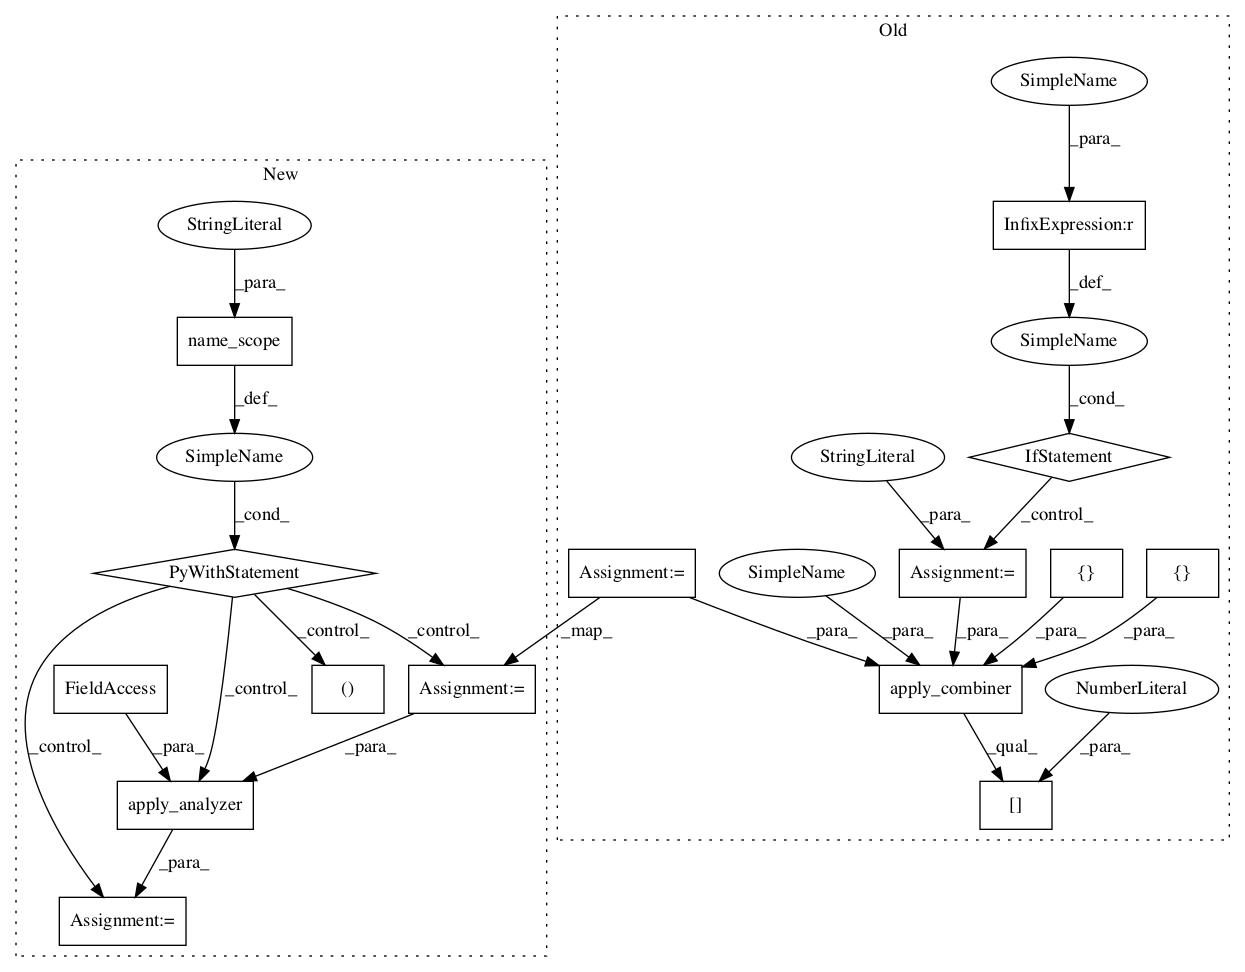 Old
SimpleName
_para_
New
StringLiteral
InfixExpression:r
_para_
_def_
name_scope
SimpleName
_def_
_cond_
SimpleName
StringLiteral
IfStatement
_cond_
_para_
_control_
PyWithStatement
Assignment:=
SimpleName
Assignment:=
{}
{}
_control_
_control_
_map_
_para_
_para_
_para_
_para_
_para_
FieldAccess
_control_
()
Assignment:=
apply_combiner
NumberLiteral
_control_
_para_
_para_
_qual_
_para_
apply_analyzer
[]
_para_
Assignment:=